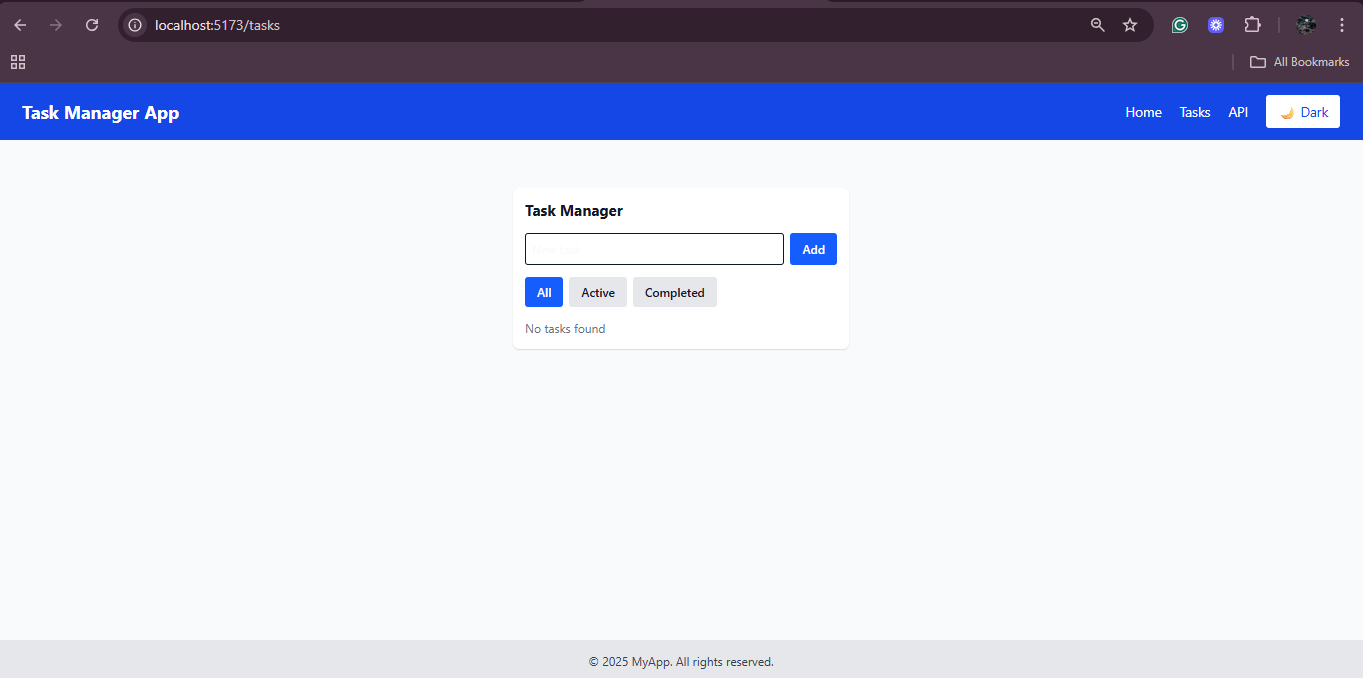 localhost:5173/tasks
All Bookmarks
Task Manager App
Home Tasks API 🌙 Dark
Task Manager
Add
All Active Completed
No tasks found
© 2025 MyApp. All rights reserved.